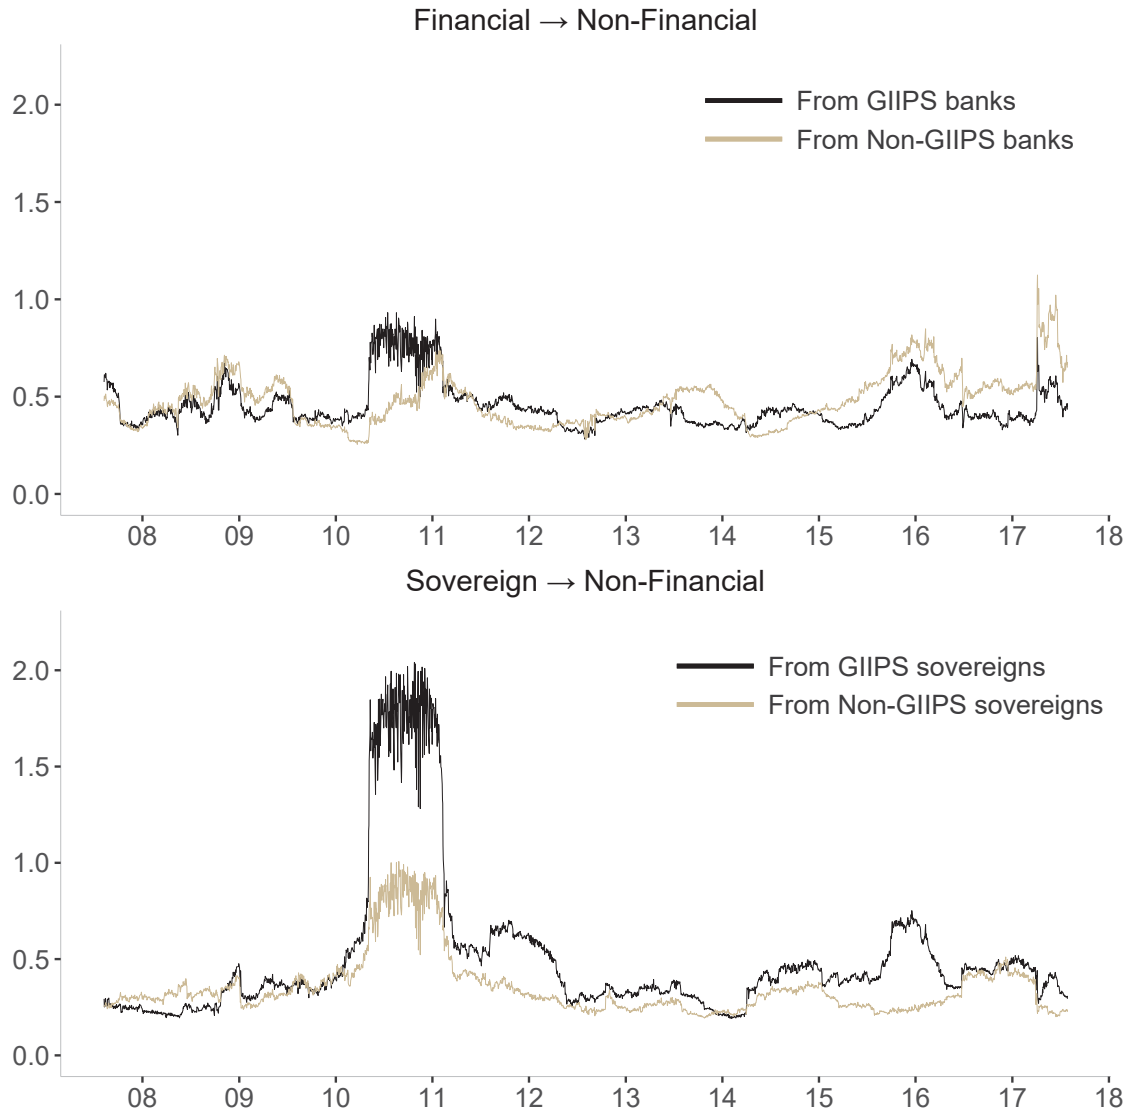 Financial → Non-Financial
From GIIPS banks
From Non-GIIPS banks
2.0
1.5
1.0
0.5
0.0
08 09 10 11 12 13 14 15 16 17 18
Sovereign → Non-Financial
From GIIPS sovereigns
From Non-GIIPS sovereigns
2.0
1.5
1.0
0.5
0.0
08 09 10 11 12 13 14 15 16 17 18